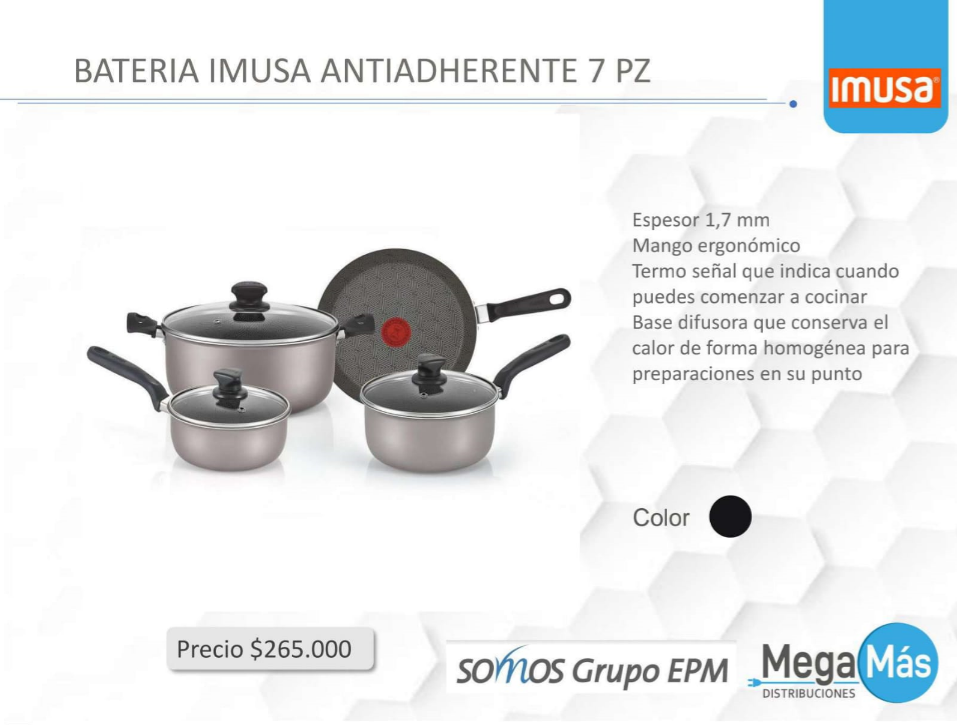 BATERIA IMUSA ANTIADHERENTE 7 PZ
IMUSA
Espesor 1,7 mm
Mango ergonómico
Termo señal que indica cuando
puedes comenzar a cocinar
Base difusora que conserva el
calor de forma homogénea para
preparaciones en su punto
Color
Precio $265.000
SOMOS Grupo EPM
Mega Más
DISTRIBUCIONES